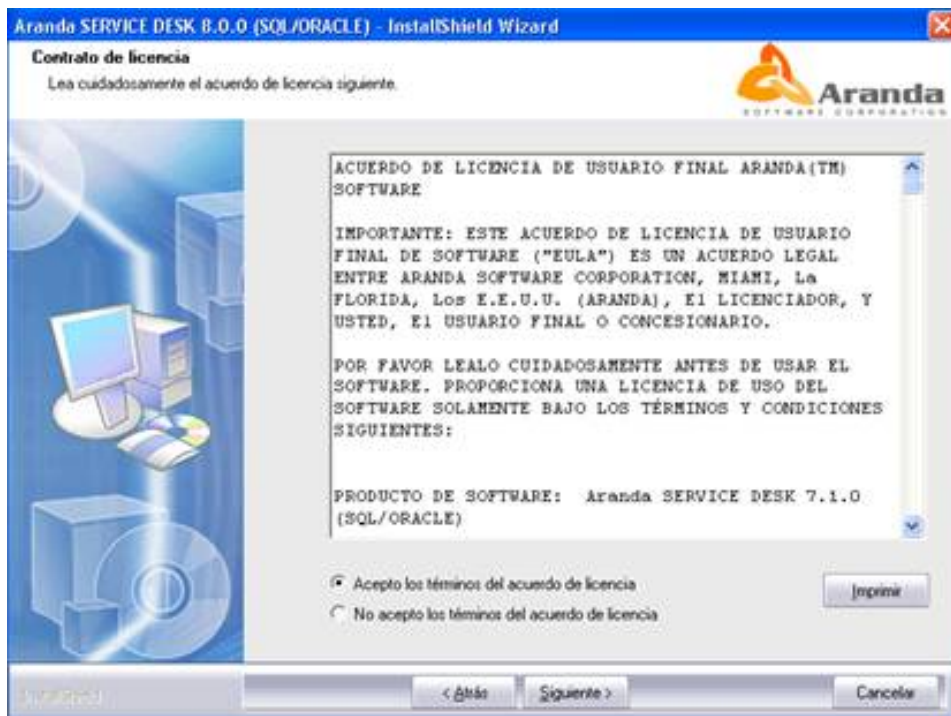 Aranda SERVICE DESK 8.0.0 (SQL/ORACLE) - InstallShield Wizard
Contrato de licencia
Lea cuidadosamente el acuerdo de licencia siguiente.
Aranda
SOFTWARE CORPORATION
ACUERDO DE LICENCIA DE USUARIO FINAL ARANDA(TM)
SOFTWARE
IMPORTANTE: ESTE ACUERDO DE LICENCIA DE USUARIO
FINAL DE SOFTWARE ("EULA") ES UN ACUERDO LEGAL
ENTRE ARANDA SOFTWARE CORPORATION, MIAMI, La
FLORIDA, Los E.E.U.U. (ARANDA), El LICENCIADOR, Y
USTED, El USUARIO FINAL O CONCESIONARIO.
POR FAVOR LEALO CUIDADOSAMENTE ANTES DE USAR EL
SOFTWARE. PROPORCIONA UNA LICENCIA DE USO DEL
SOFTWARE SOLAMENTE BAJO LOS TÉRMINOS Y CONDICIONES
SIGUIENTES:
PRODUCTO DE SOFTWARE: Aranda SERVICE DESK 7.1.0
(SQL/ORACLE)
Acepto los términos del acuerdo de licencia
Imprimir
No acepto los términos del acuerdo de licencia
InstallShield
< Atrás
Siguiente >
Cancelar